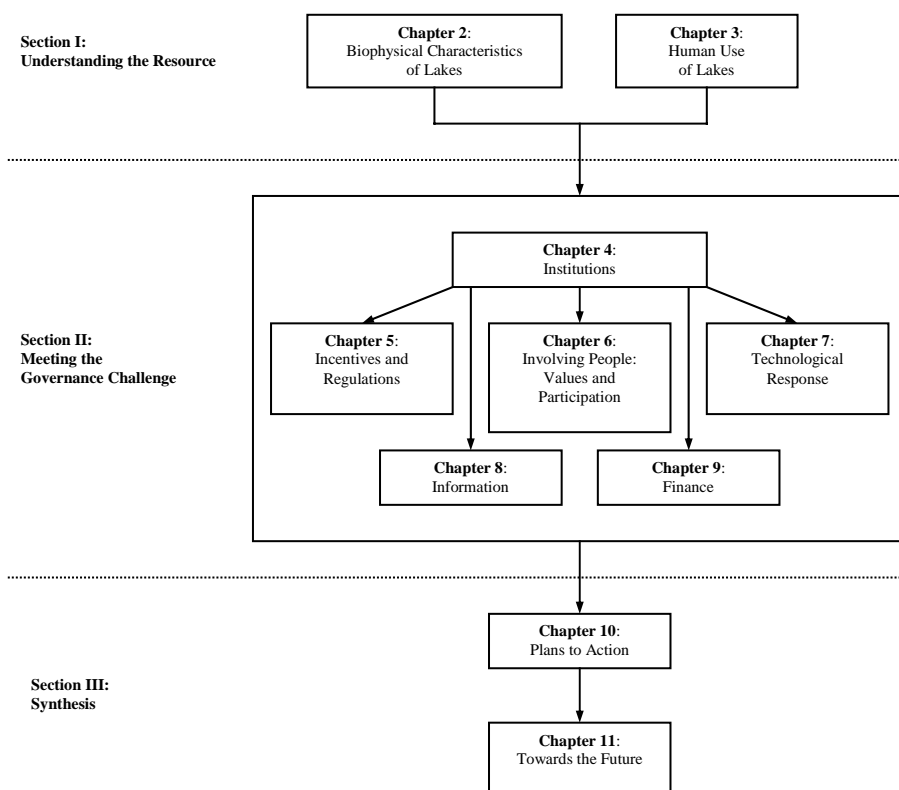 Section I:
Understanding the Resource
Chapter 2:
Biophysical Characteristics
of Lakes
Chapter 3:
Human Use
of Lakes
Section II:
Meeting the
Governance Challenge
Chapter 4:
Institutions
Chapter 5:
Incentives and
Regulations
Chapter 6:
Involving People:
Values and
Participation
Chapter 7:
Technological
Response
Chapter 8:
Information
Chapter 9:
Finance
Section III:
Synthesis
Chapter 10:
Plans to Action
Chapter 11:
Towards the Future